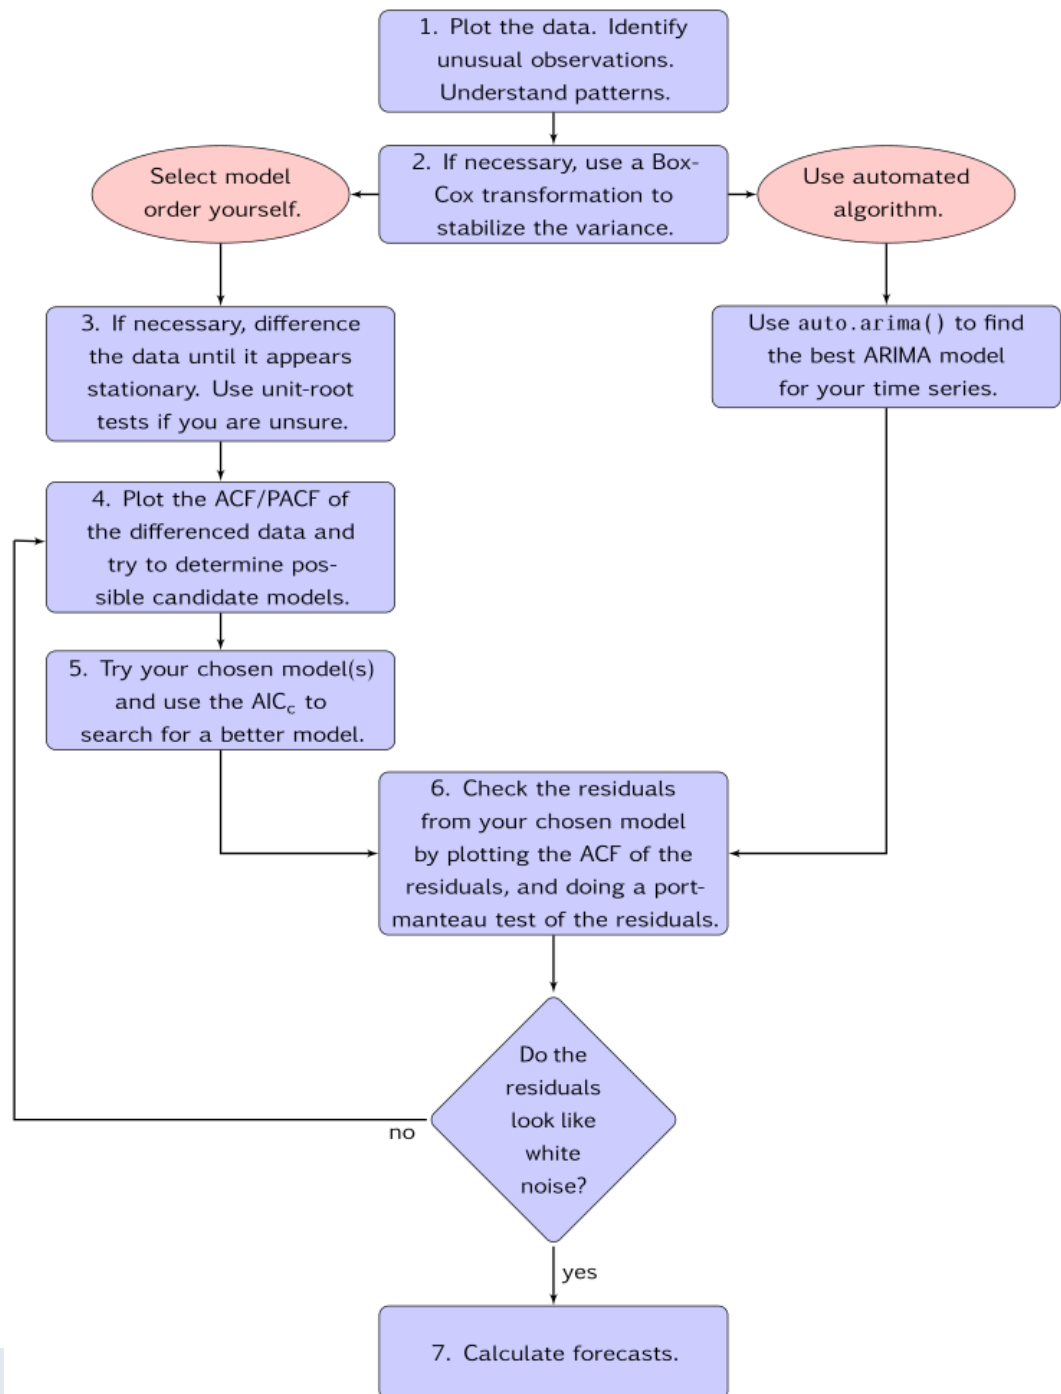 1. Plot the data. Identify
unusual observations.
Understand patterns.
Select model
order yourself.
2. If necessary, use a Box-
Cox transformation to
stabilize the variance.
Use automated
algorithm.
3. If necessary, difference
the data until it appears
stationary. Use unit-root
tests if you are unsure.
Use auto.arima() to find
the best ARIMA model
for your time series.
4. Plot the ACF/PACF of
the differenced data and
try to determine pos-
sible candidate models.
5. Try your chosen model(s)
and use the AICc to
search for a better model.
6. Check the residuals
from your chosen model
by plotting the ACF of the
residuals, and doing a port-
manteau test of the residuals.
Do the
residuals
look like
white
noise?
no
yes
7. Calculate forecasts.